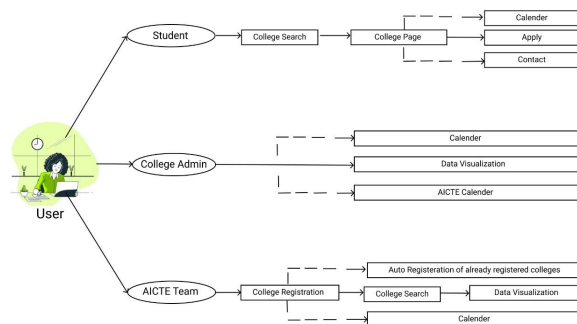 Calender
Student
College Search
College Page
Apply
Contact
Calender
College Admin
Data Visualization
AICTE Calender
User
Auto Registeration of already registered colleges
AICTE Team
College Registration
College Search
Data Visualization
Calender